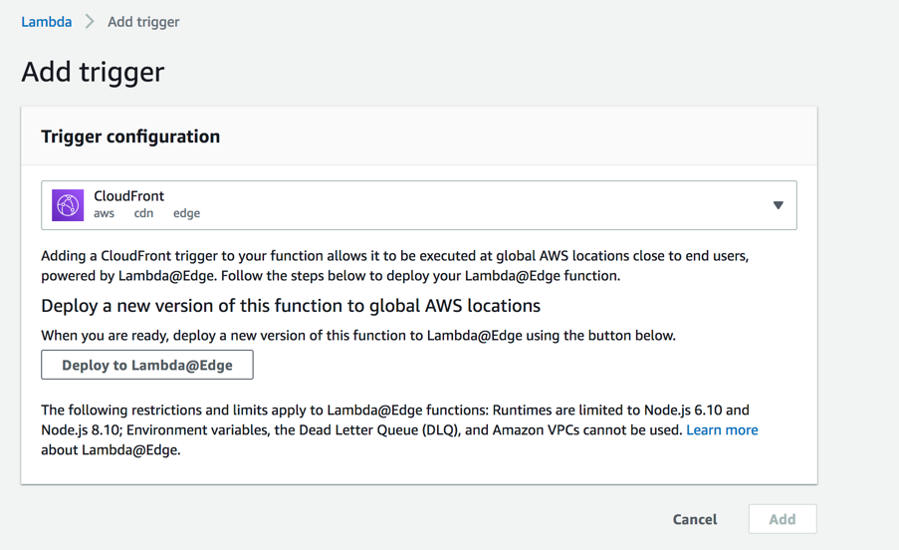 Lambda > Add trigger
Add trigger
Trigger configuration
CloudFront
aws cdn edge
Adding a CloudFront trigger to your function allows it to be executed at global AWS locations close to end users,
powered by Lambda@Edge. Follow the steps below to deploy your Lambda@Edge function.
Deploy a new version of this function to global AWS locations
When you are ready, deploy a new version of this function to Lambda@Edge using the button below.
Deploy to Lambda@Edge
The following restrictions and limits apply to Lambda@Edge functions: Runtimes are limited to Node.js 6.10 and
Node.js 8.10; Environment variables, the Dead Letter Queue (DLQ), and Amazon VPCs cannot be used. Learn more
about Lambda@Edge.
Cancel Add